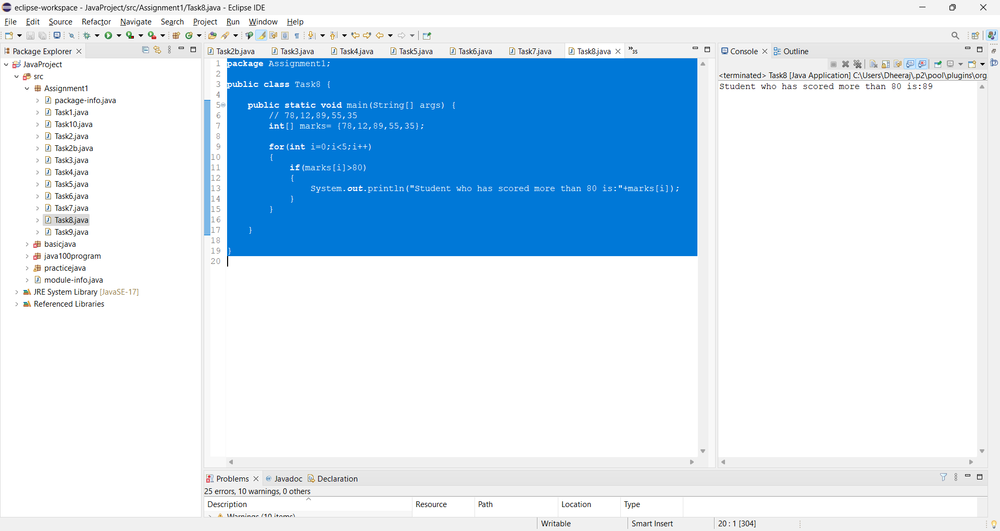 eclipse-workspace - JavaProject/src/Assignment1/Task8.java - Eclipse IDE
File Edit Source Refactor Navigate Search Project Run Window Help
Package Explorer
JavaProject
src
Assignment1
package-info.java
Task1.java
Task10.java
Task2.java
Task2b.java
Task3.java
Task4.java
Task5.java
Task6.java
Task7.java
Task8.java
Task9.java
basicjava
java100program
practicejava
module-info.java
JRE System Library [JavaSE-17]
Referenced Libraries
Task2b.java Task3.java Task4.java Task5.java Task6.java Task7.java Task8.java »35
1 package Assignment1;
2
3 public class Task8 {
4
5 public static void main(String[] args) {
6 // 78,12,89,55,35
7 int[] marks= {78,12,89,55,35};
8
9 for(int i=0;i<5;i++)
10 {
11 if(marks[i]>80)
12 {
13 System.out.println("Student who has scored more than 80 is:"+marks[i]);
14 }
15 }
16
17 }
18
19 }
20
Console Outline
<terminated> Task8 [Java Application] C:\Users\Dheeraj\.p2\pool\plugins\org.
Student who has scored more than 80 is:89
Problems Javadoc Declaration
25 errors, 10 warnings, 0 others
Description Resource Path Location Type
Warnings (10 items)
Writable Smart Insert 20 : 1 [304]